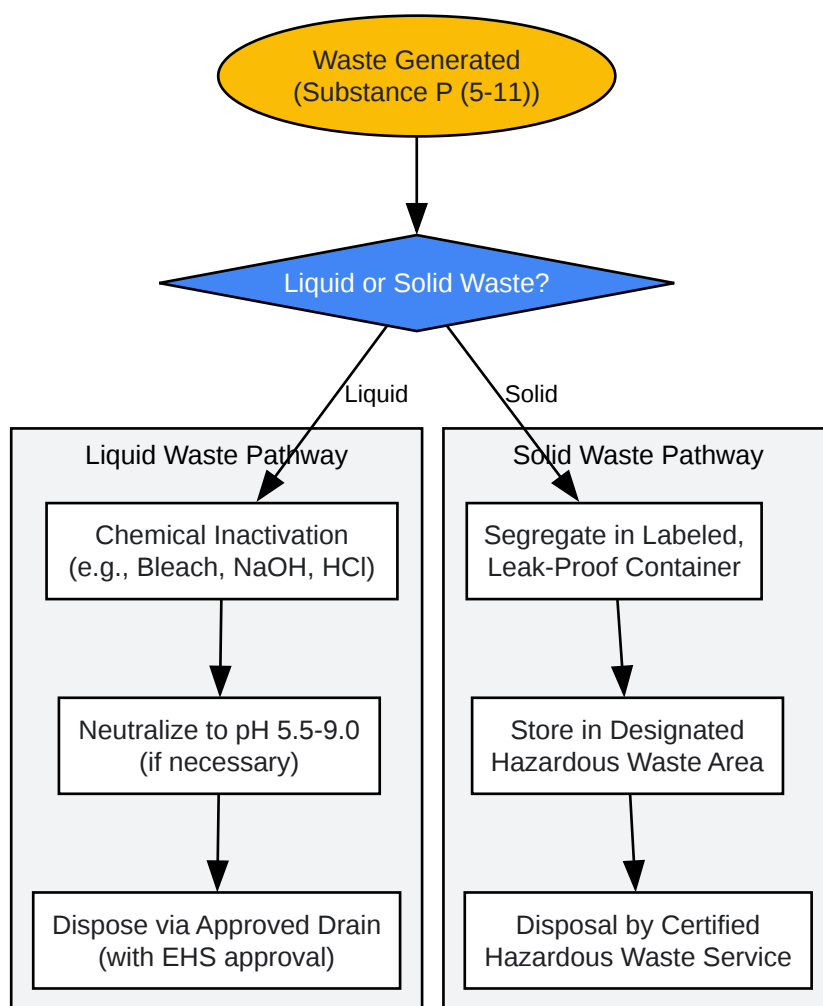 Waste Generated
(Substance P (5-11))
Liquid or Solid Waste?
Liquid
Solid
Liquid Waste Pathway
Chemical Inactivation
(e.g., Bleach, NaOH, HCl)
Neutralize to pH 5.5-9.0
(if necessary)
Dispose via Approved Drain
(with EHS approval)
Solid Waste Pathway
Segregate in Labeled,
Leak-Proof Container
Store in Designated
Hazardous Waste Area
Disposal by Certified
Hazardous Waste Service